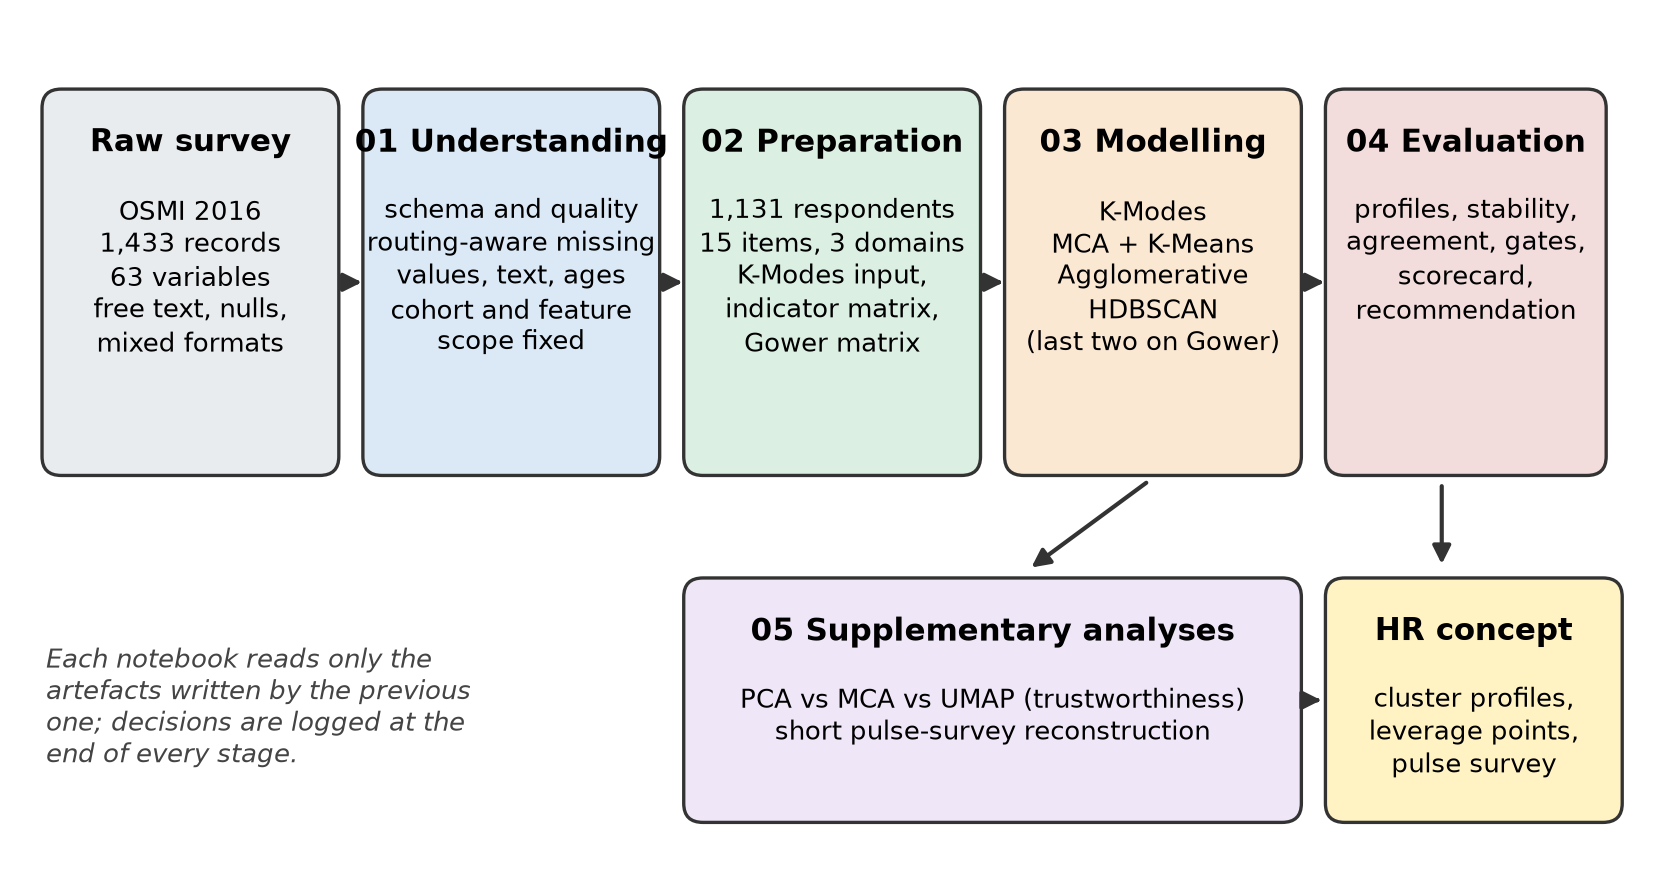 Raw survey
OSMI 2016
1,433 records
63 variables
free text, nulls,
mixed formats
01 Understanding
schema and quality
routing-aware missing
values, text, ages
cohort and feature
scope fixed
02 Preparation
1,131 respondents
15 items, 3 domains
K-Modes input,
indicator matrix,
Gower matrix
03 Modelling
K-Modes
MCA + K-Means
Agglomerative
HDBSCAN
(last two on Gower)
04 Evaluation
profiles, stability,
agreement, gates,
scorecard,
recommendation
Each notebook reads only the
artefacts written by the previous
one; decisions are logged at the
end of every stage.
05 Supplementary analyses
PCA vs MCA vs UMAP (trustworthiness)
short pulse-survey reconstruction
HR concept
cluster profiles,
leverage points,
pulse survey